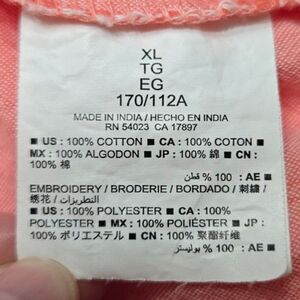 XL
TG
EG
170/112A
MADE IN INDIA / HECHO EN INDIA
RN 54023 CA 17897
■ US : 100% COTTON ■ CA : 100% COTON ■
MX : 100% ALGODON ■ JP : 100% 綿 ■ CN :
100% 棉
■ AE : 100 % قطن
EMBROIDERY / BRODERIE / BORDADO / 刺繍 /
绣花 / التطريزات
■ US : 100% POLYESTER ■ CA : 100%
POLYESTER ■ MX : 100% POLIÉSTER ■ JP :
100% ポリエステル ■ CN : 100% 聚酯纤维
■ AE : 100 % بوليستر